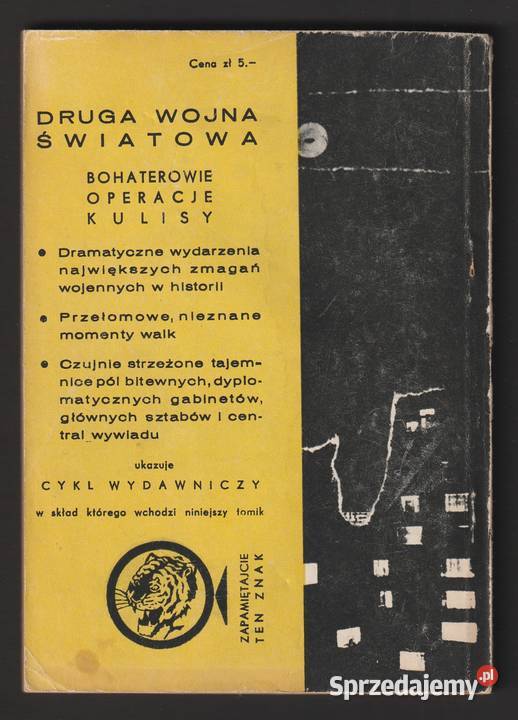 Cena zł 5.—
DRUGA WOJNA
ŚWIATOWA
BOHATEROWIE
OPERACJE
KULISY
● Dramatyczne wydarzenia
największych zmagań
wojennych w historii
● Przełomowe, nieznane
momenty walk
● Czujnie strzeżone tajem-
nice pól bitewnych, dyplo-
matycznych gabinetów,
głównych sztabów i cen-
tral wywiadu
ukazuje
CYKL WYDAWNICZY
w skład którego wchodzi niniejszy tomik
ZAPAMIĘTAJCIE
TEN ZNAK
Sprzedajemy.pl